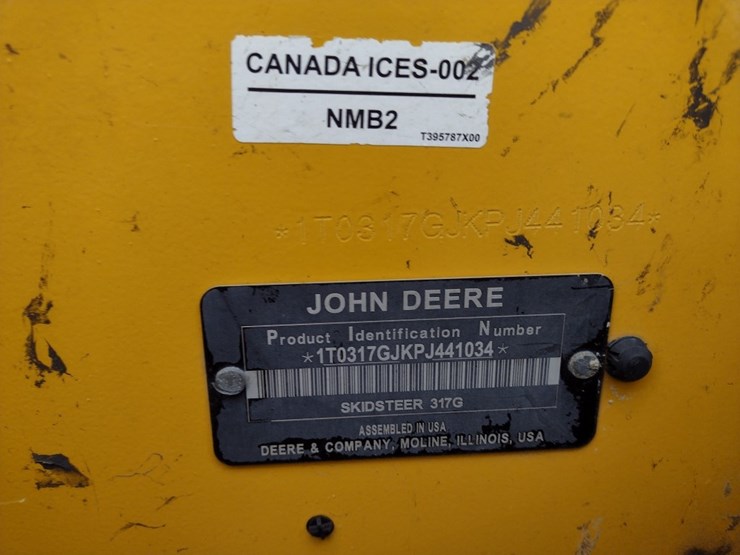 CANADA ICES-002
NMB2
T395787X00
*1T0317GJKPJ441034*
JOHN DEERE
Product Identification Number
*1T0317GJKPJ441034*
SKIDSTEER 317G
ASSEMBLED IN USA
DEERE & COMPANY, MOLINE, ILLINOIS, USA